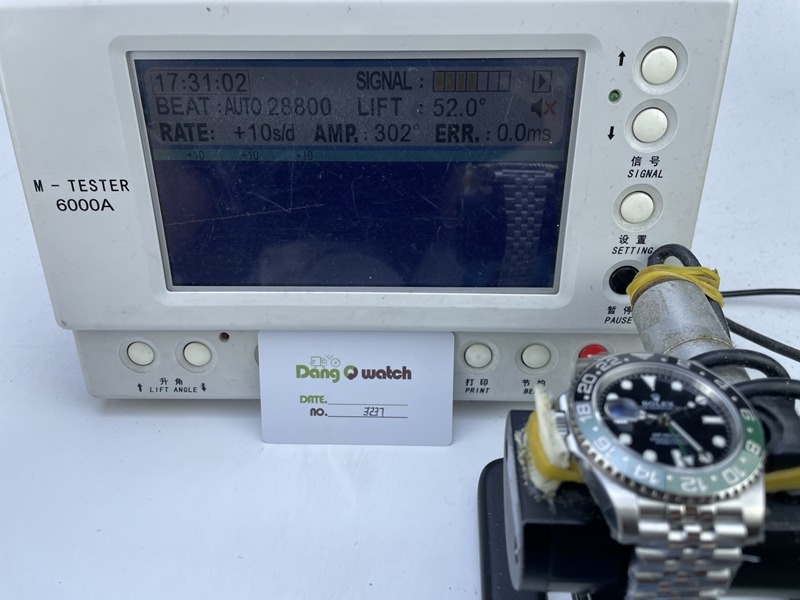 17:31:02 SIGNAL :
BEAT : AUTO 28800 LIFT : 52.0°
RATE: +10s/d AMP. : 302° ERR. : 0.0ms
+10 +10 +10
M - TESTER
6000A
信号
SIGNAL
设置
SETTING
暂停
PAUSE
升角
LIFT ANGLE
打印
PRINT
节拍
Dang Q watch
DATE.
NO. 3237
ROLEX
18 20 22
16 14 12 10 8